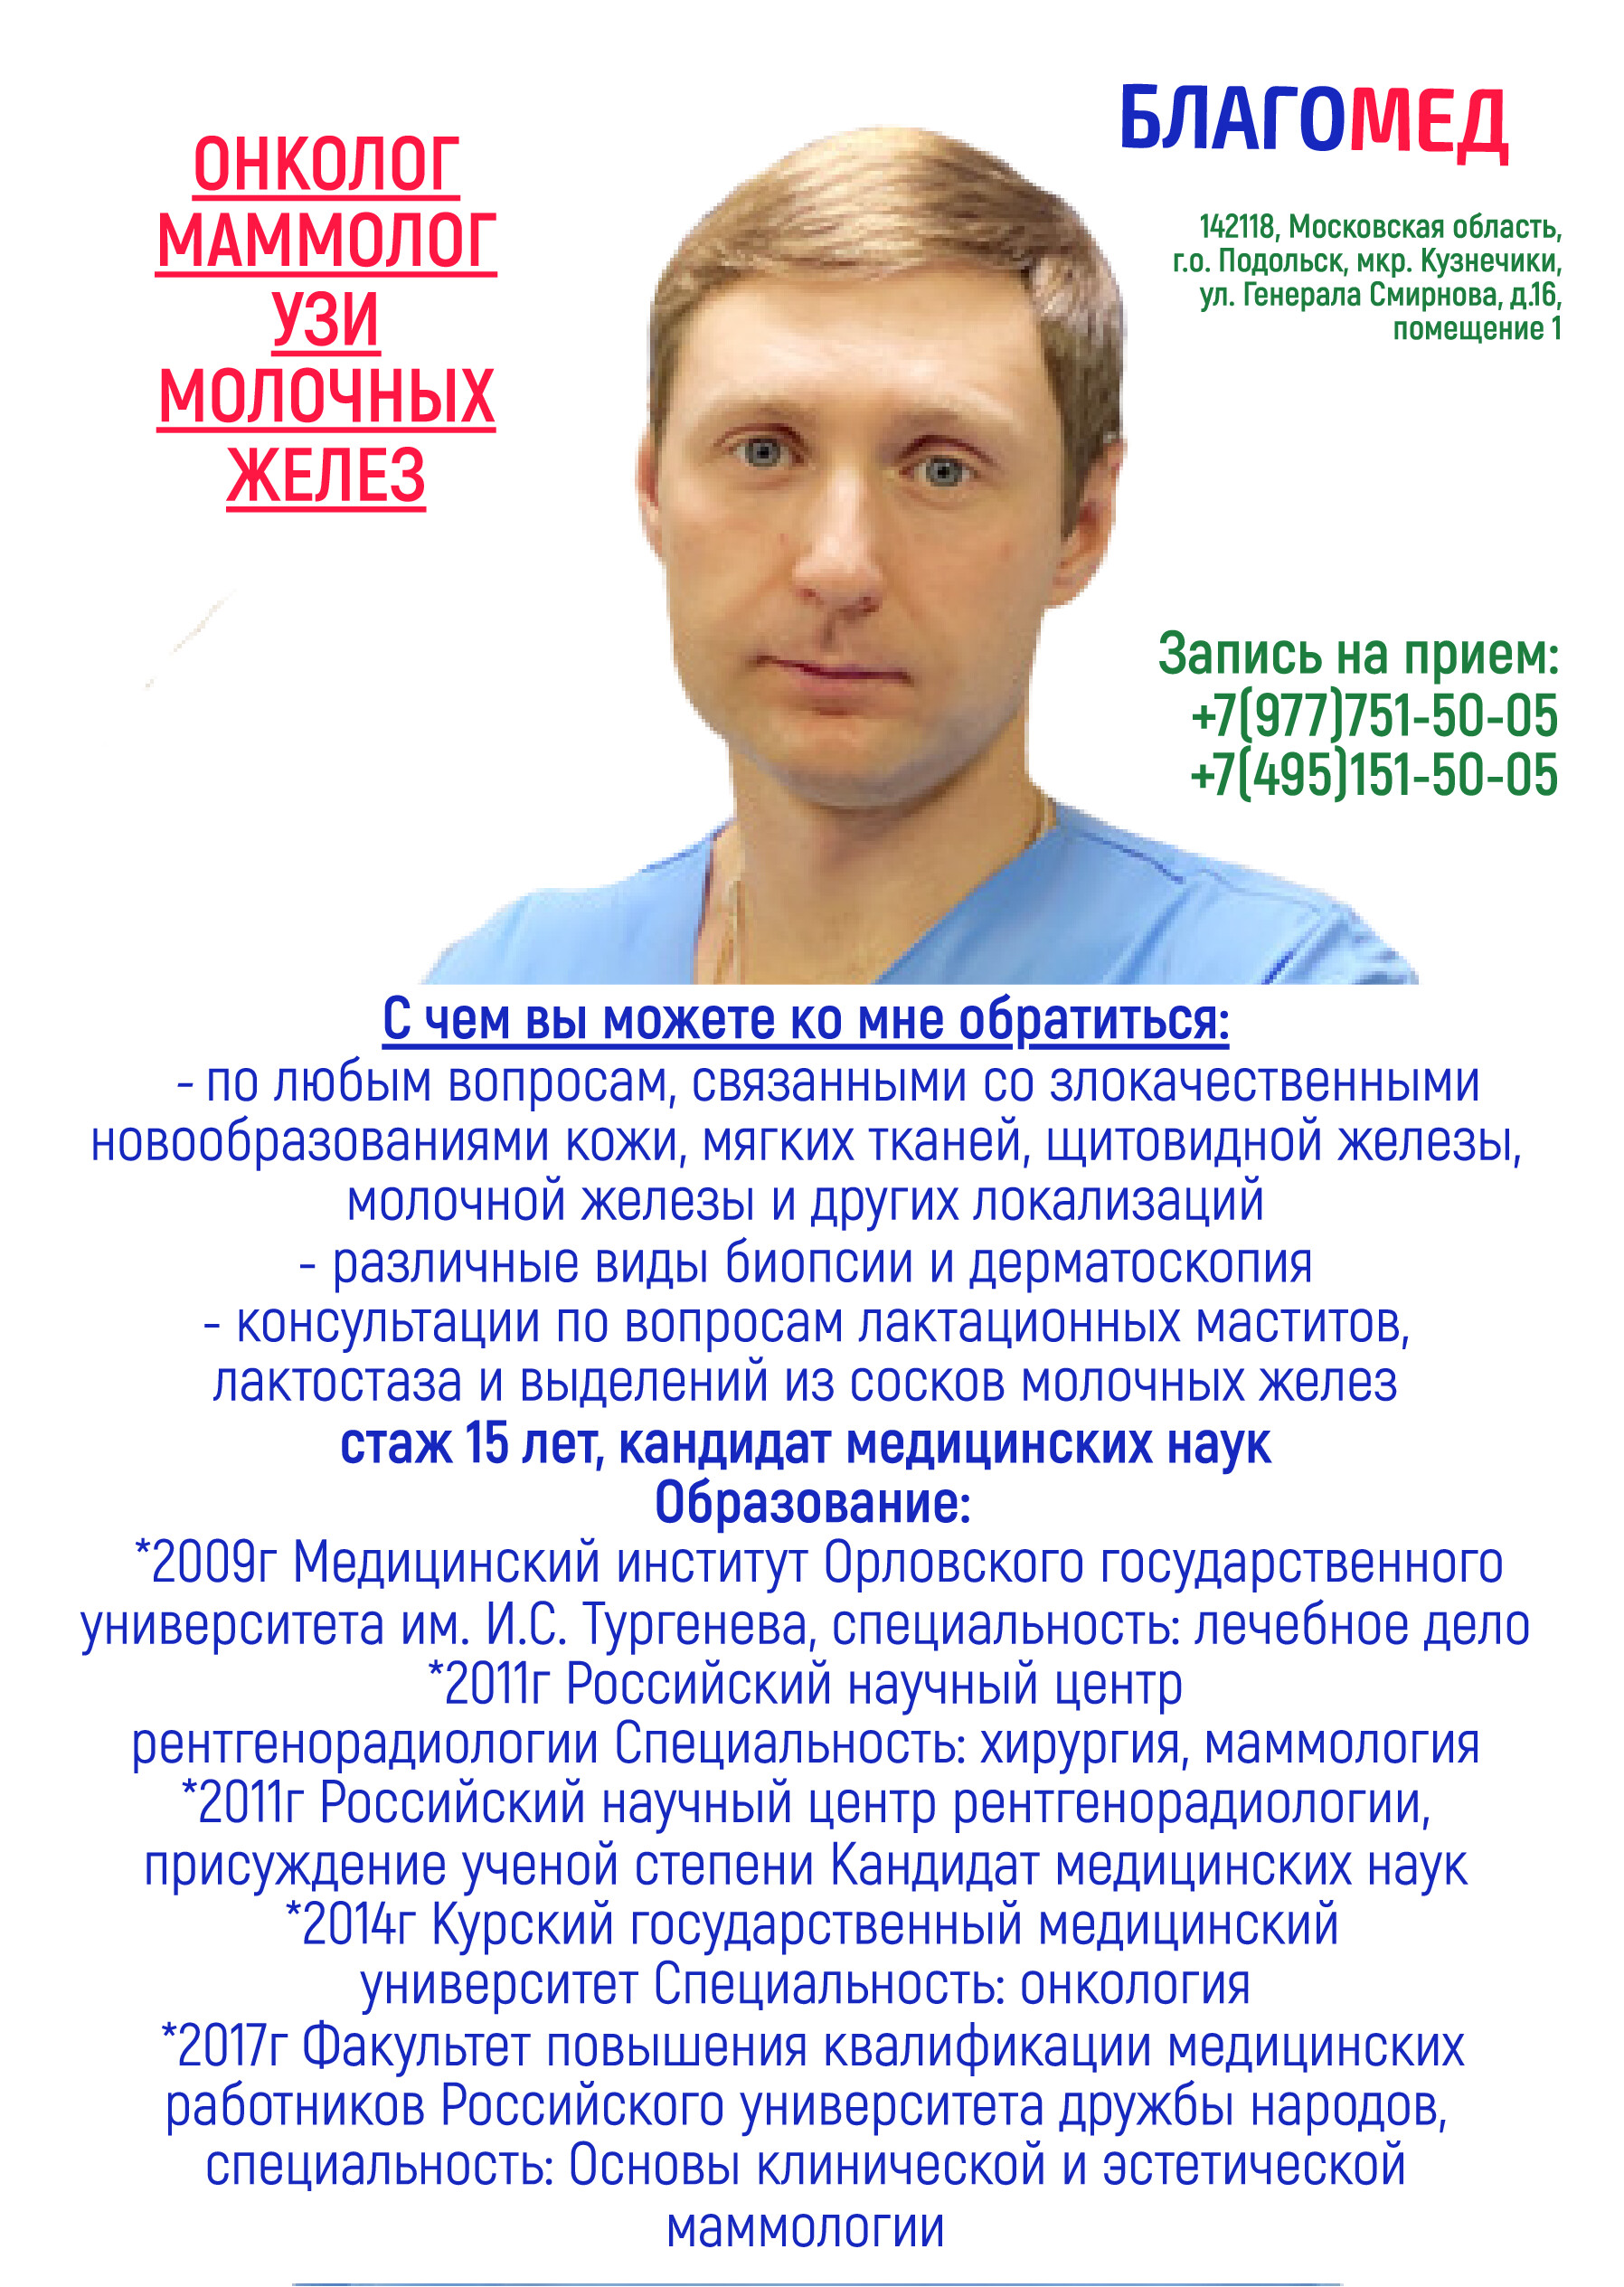 БЛАГОМЕД
ОНКОЛОГ
МАММОЛОГ
УЗИ
МОЛОЧНЫХ
ЖЕЛЕЗ
142118, Московская область,
г.о. Подольск, мкр. Кузнечики,
ул. Генерала Смирнова, д.16,
помещение 1
Запись на прием:
+7(977)751-50-05
+7(495)151-50-05
С чем вы можете ко мне обратиться:
- по любым вопросам, связанными со злокачественными
новообразованиями кожи, мягких тканей, щитовидной железы,
молочной железы и других локализаций
- различные виды биопсии и дерматоскопия
- консультации по вопросам лактационных маститов,
лактостаза и выделений из сосков молочных желез
стаж 15 лет, кандидат медицинских наук
Образование:
*2009г Медицинский институт Орловского государственного
университета им. И.С. Тургенева, специальность: лечебное дело
*2011г Российский научный центр
рентгенорадиологии Специальность: хирургия, маммология
*2011г Российский научный центр рентгенорадиологии,
присуждение ученой степени Кандидат медицинских наук
*2014г Курский государственный медицинский
университет Специальность: онкология
*2017г Факультет повышения квалификации медицинских
работников Российского университета дружбы народов,
специальность: Основы клинической и эстетической
маммологии